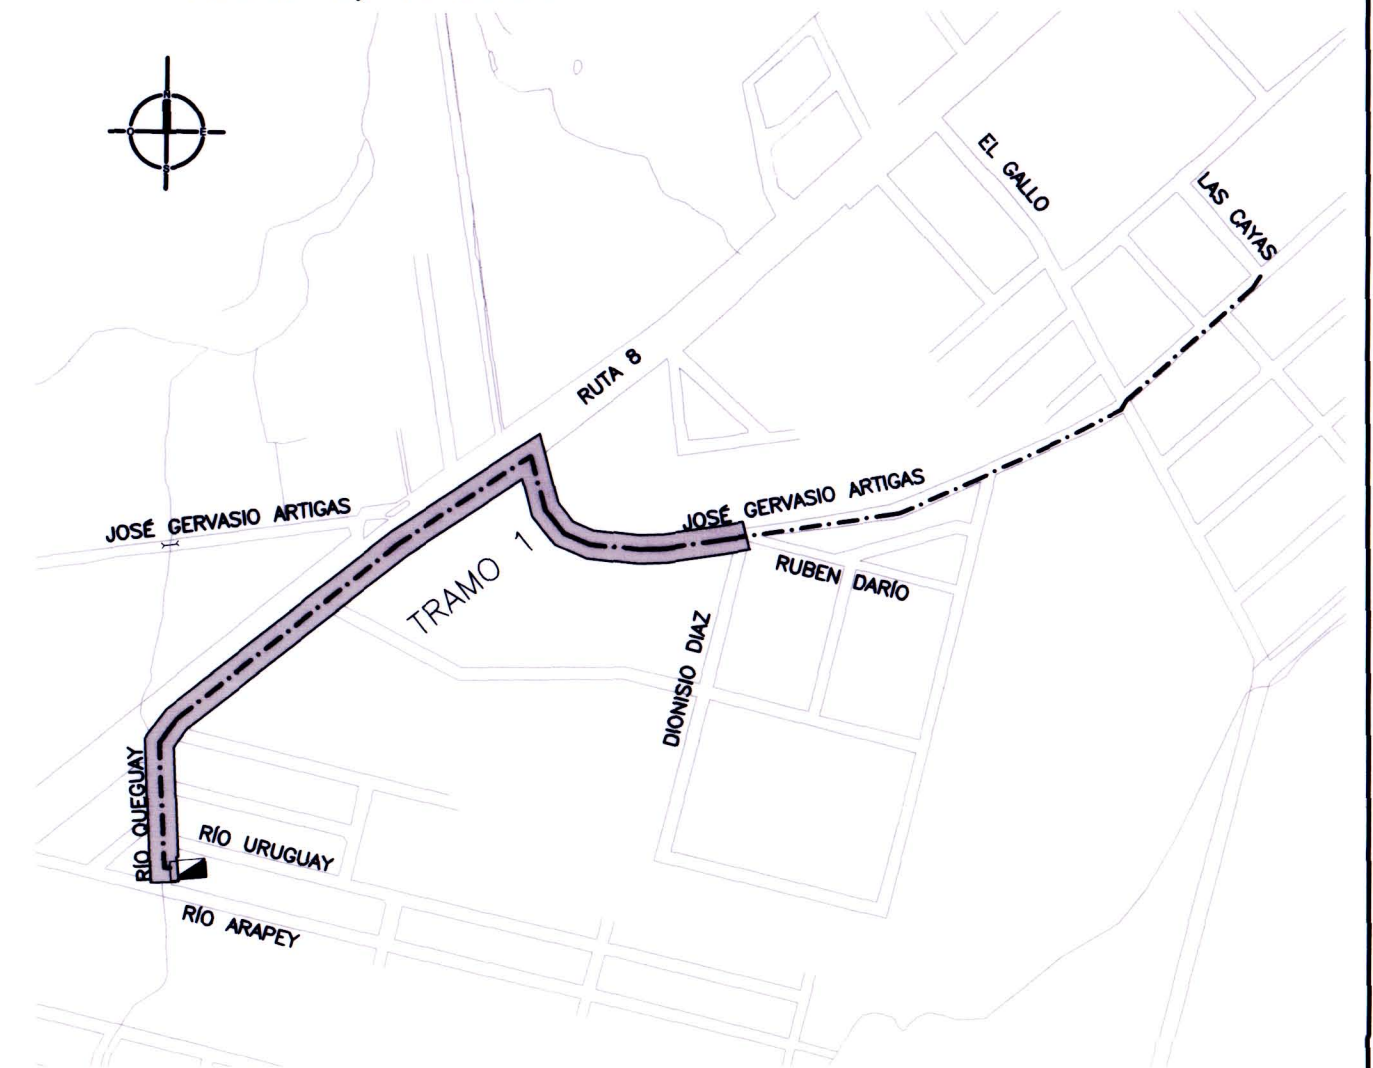 N
O
E
S
EL GALLO
LAS CAYAS
RUTA 8
JOSÉ GERVASIO ARTIGAS
JOSÉ GERVASIO ARTIGAS
TRAMO 1
RUBEN DARÍO
DIONISIO DIAZ
RÍO QUEGUAY
RÍO URUGUAY
RÍO ARAPEY